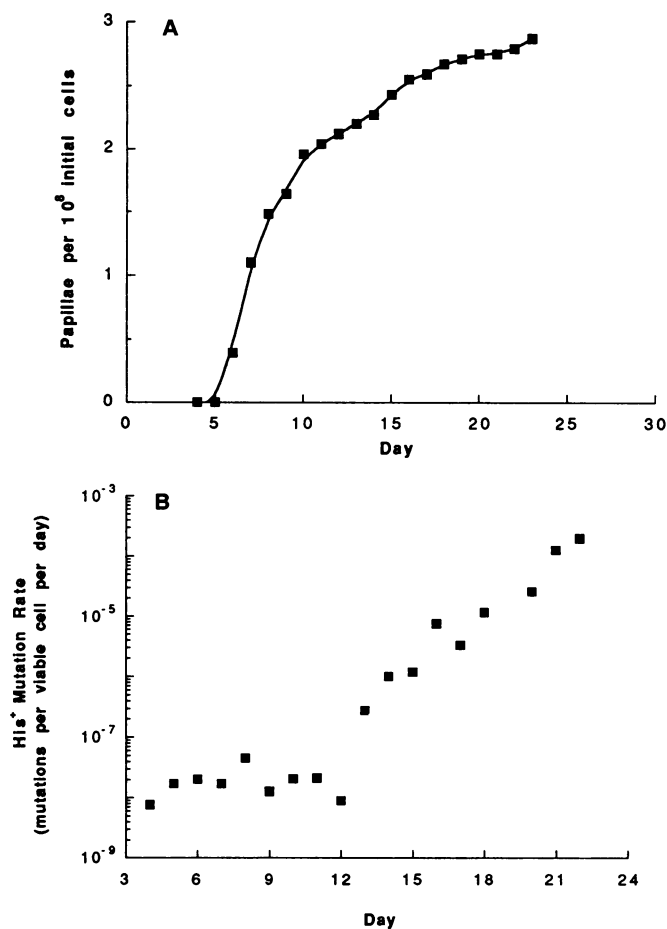 A
3
2
1
0
Papillae per 10⁸ initial cells
0 5 10 15 20 25 30
Day
B
10⁻³
10⁻⁵
10⁻⁷
10⁻⁹
His⁺ Mutation Rate
(mutations per viable cell per day)
3 6 9 12 15 18 21 24
Day